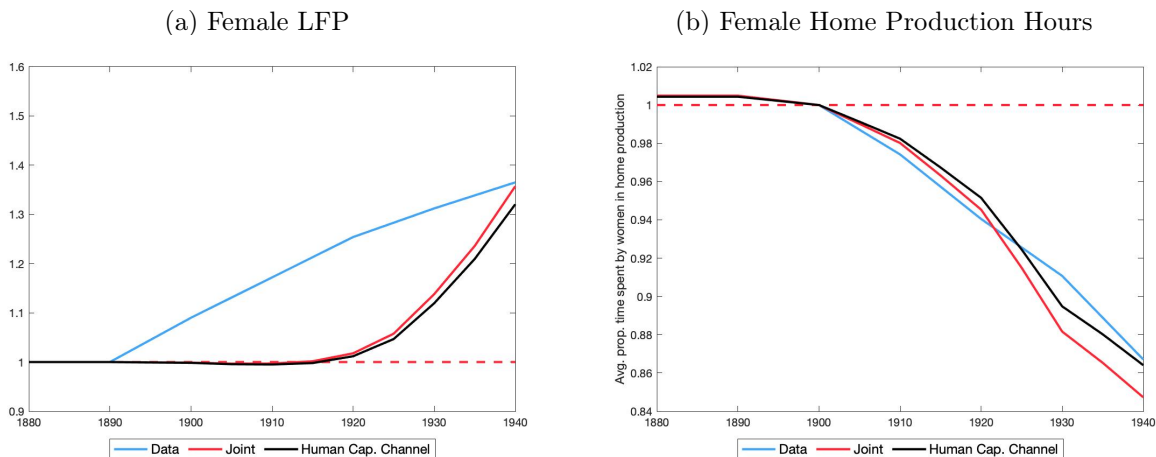 (a) Female LFP
1.6
1.5
1.4
1.3
1.2
1.1
1
0.9
1880 1890 1900 1910 1920 1930 1940
Data Joint Human Cap. Channel
(b) Female Home Production Hours
Avg. prop. time spent by women in home production
1.02
1
0.98
0.96
0.94
0.92
0.9
0.88
0.86
0.84
1880 1890 1900 1910 1920 1930 1940
Data Joint Human Cap. Channel